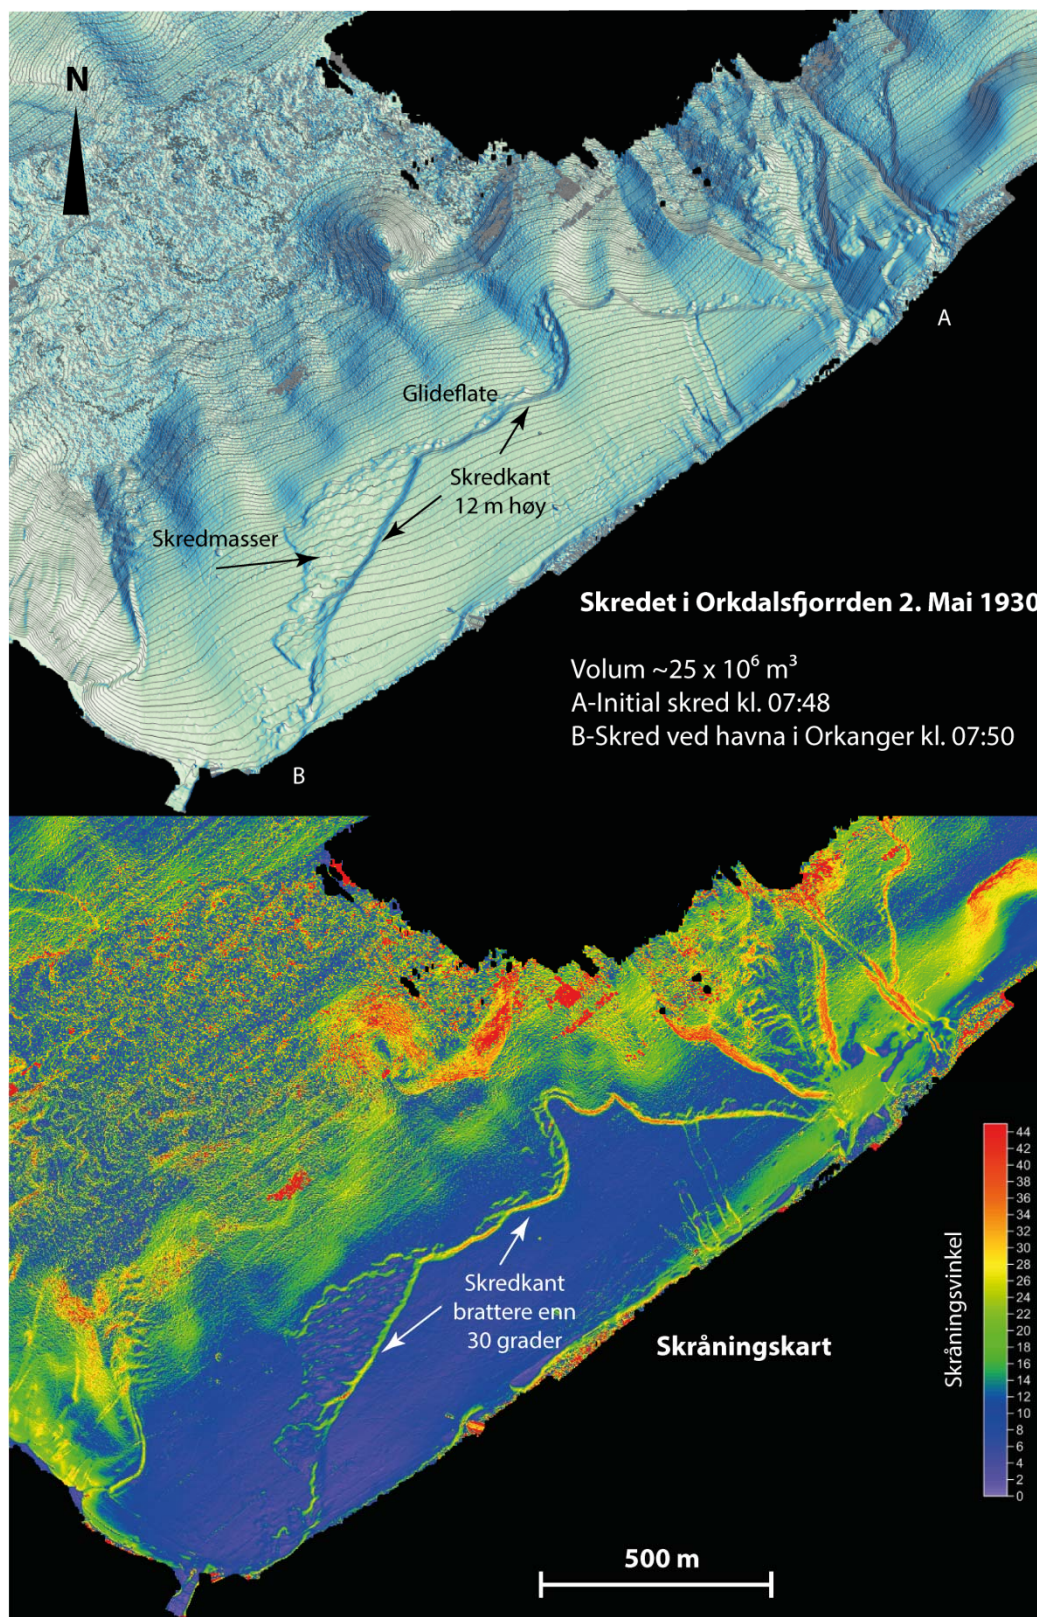 N
A
Glideflate
Skredkant
12 m høy
Skredmasser
Skredet i Orkdalsfjorrden 2. Mai 1930
Volum ~25 x 10⁶ m³
A-Initial skred kl. 07:48
B-Skred ved havna i Orkanger kl. 07:50
B
Skredkant
brattere enn
30 grader
Skråningskart
Skråningsvinkel
44
42
40
38
36
34
32
30
28
26
24
22
20
18
16
14
12
10
8
6
4
2
0
500 m